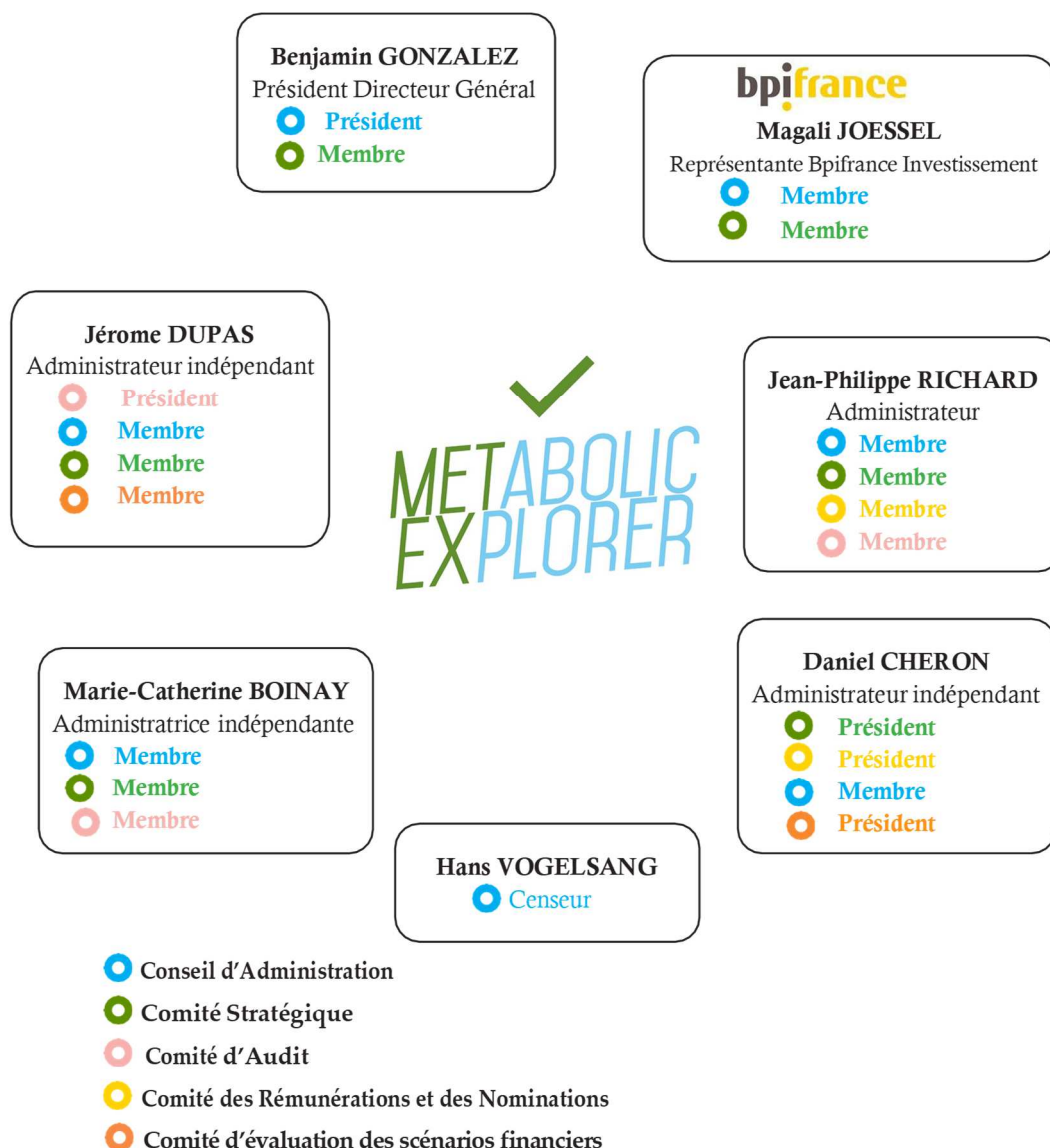 Benjamin GONZALEZ
Président Directeur Général
Président
Membre
bpifrance
Magali JOESSEL
Représentante Bpifrance Investissement
Membre
Membre
Jérome DUPAS
Administrateur indépendant
Président
Membre
Membre
Membre
METABOLIC
EXPLORER
Jean-Philippe RICHARD
Administrateur
Membre
Membre
Membre
Membre
Marie-Catherine BOINAY
Administratrice indépendante
Membre
Membre
Membre
Daniel CHERON
Administrateur indépendant
Président
Président
Membre
Président
Hans VOGELSANG
Censeur
Conseil d'Administration
Comité Stratégique
Comité d'Audit
Comité des Rémunérations et des Nominations
Comité d'évaluation des scénarios financiers